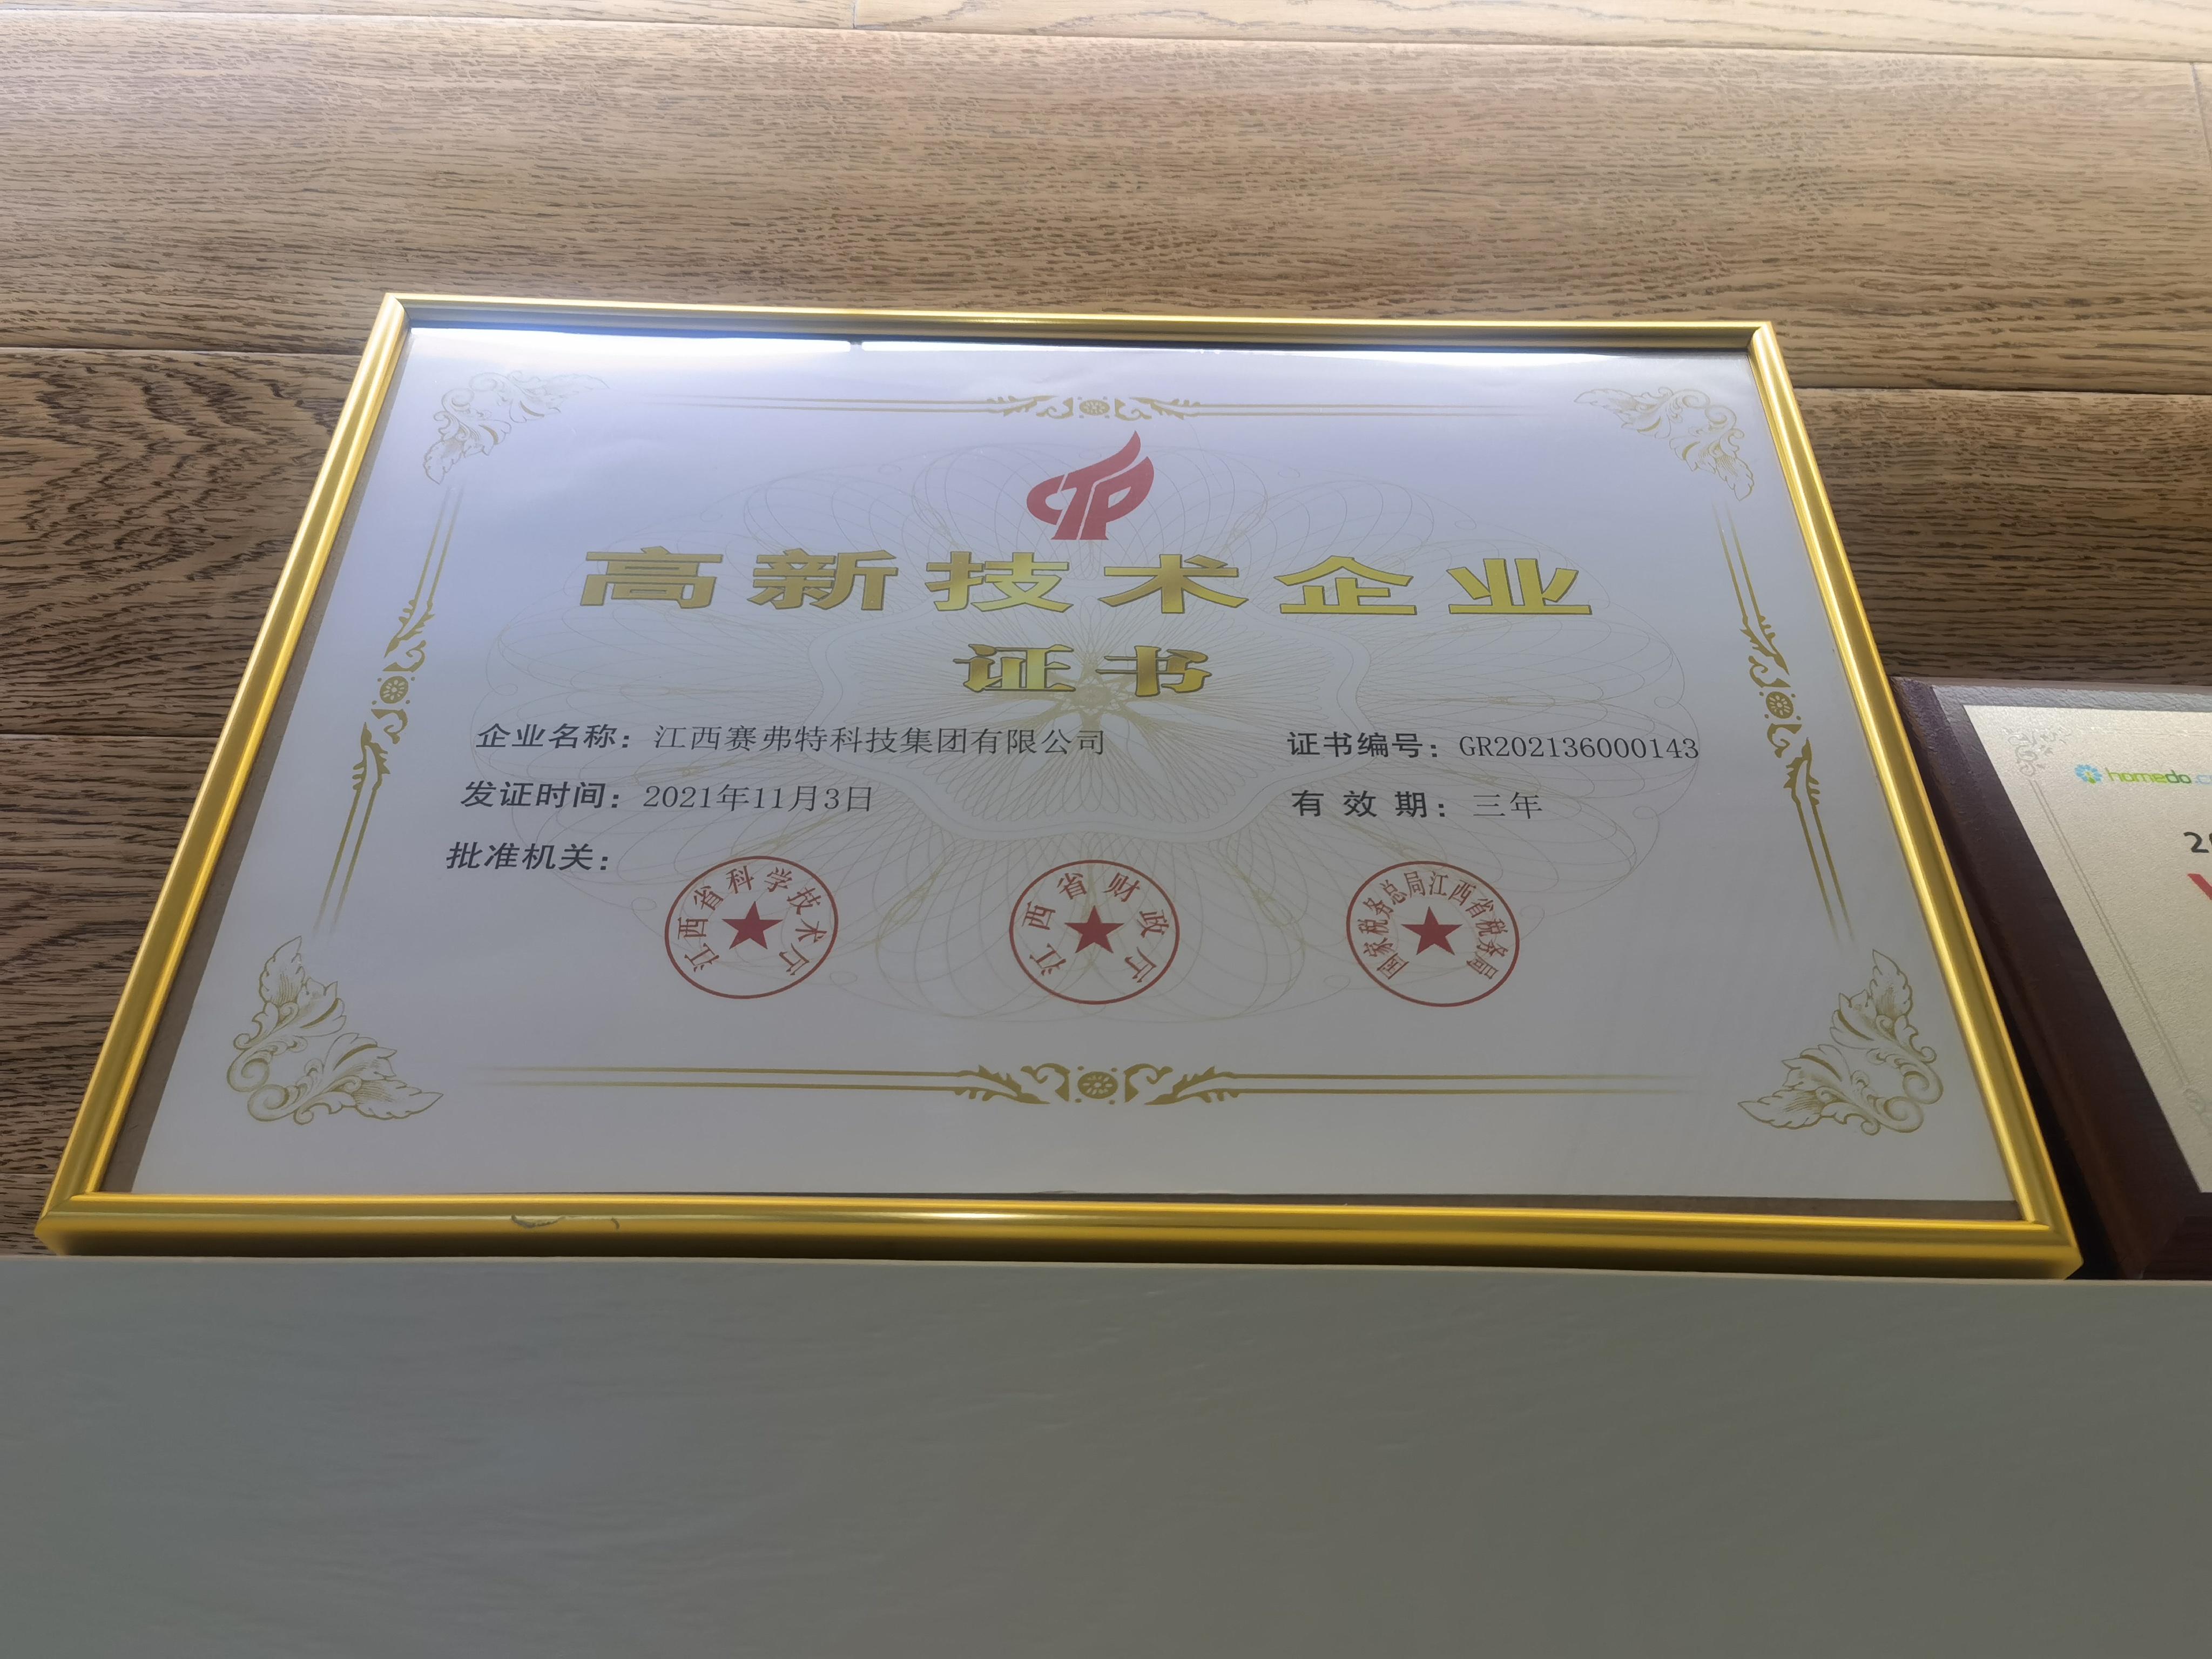 高新技术企业
证书
企业名称：江西赛弗特科技集团有限公司
证书编号：GR202136000143
发证时间：2021年11月3日
有 效 期：三年
批准机关：
江西省科学技术厅
江西省财政厅
国家税务总局江西省税务局